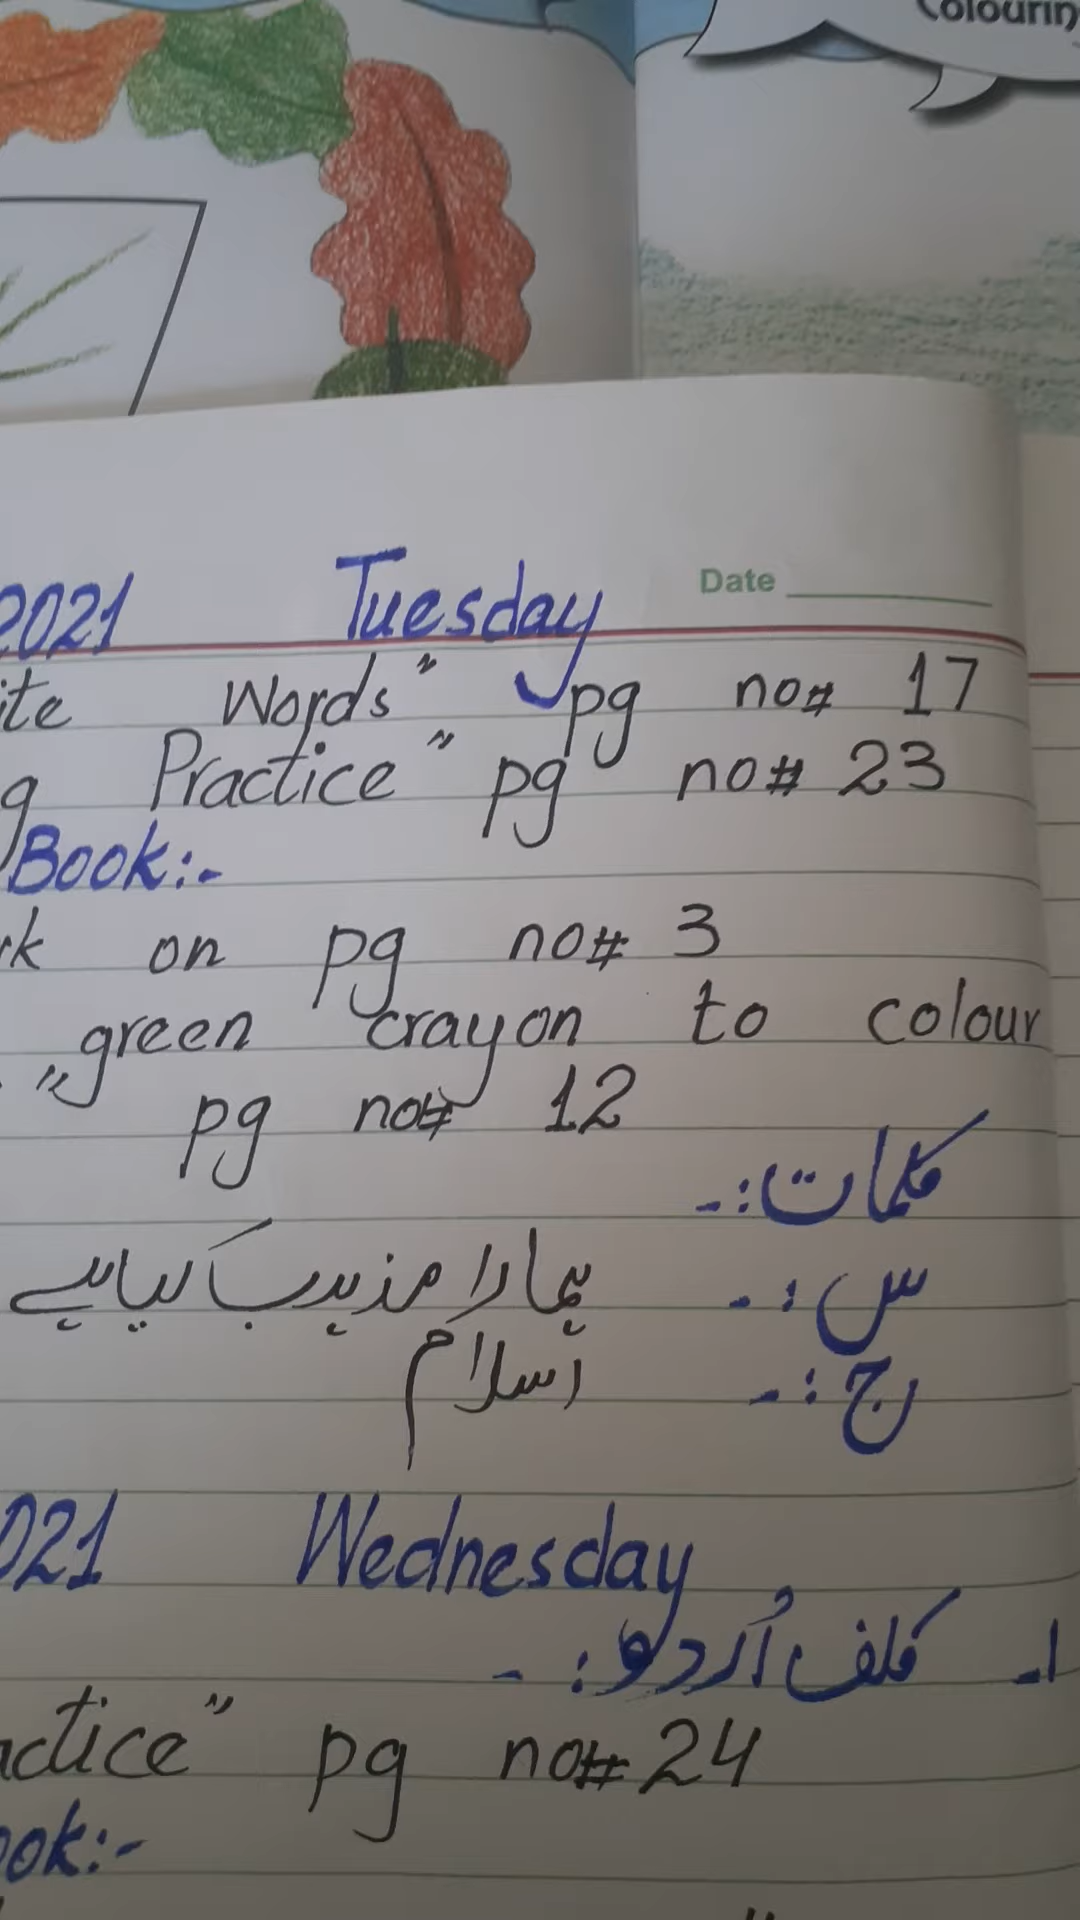 Colourin
2021 Tuesday Date
ite Words" pg no# 17
g Practice" pg no# 23
Book:-
rk on pg no# 3
green crayon to colour
" pg no# 12
کلمات:-
س:- ہمارا مذہب کیا ہے
ج:- اسلام
021 Wednesday
ا- کلف اُردو:-
actice" pg no# 24
ook:-